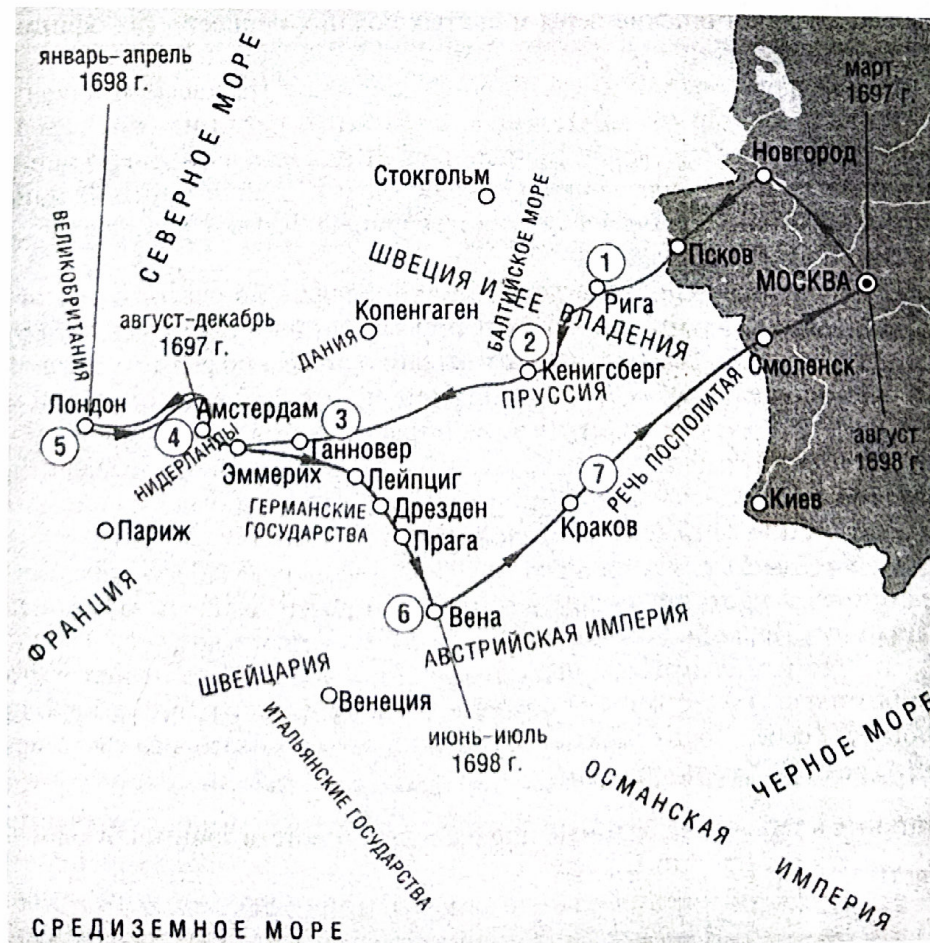 январь–апрель
1698 г.
СЕВЕРНОЕ МОРЕ
март
1697 г.
Новгород
Стокгольм
ВЕЛИКОБРИТАНИЯ
БАЛТИЙСКОЕ МОРЕ
Псков
ШВЕЦИЯ И ЕЕ
ВЛАДЕНИЯ
1
Рига
МОСКВА
август–декабрь
1697 г.
Копенгаген
ДАНИЯ
2
Кенигсберг
ПРУССИЯ
Смоленск
Лондон
5
Амстердам
4
3
Ганновер
НИДЕРЛАНДЫ
Эммерих
Лейпциг
РЕЧЬ ПОСПОЛИТАЯ
август
1698 г.
7
ГЕРМАНСКИЕ
ГОСУДАРСТВА
Дрезден
Краков
Киев
Париж
Прага
ФРАНЦИЯ
6
Вена
АВСТРИЙСКАЯ ИМПЕРИЯ
ШВЕЙЦАРИЯ
Венеция
ИТАЛЬЯНСКИЕ ГОСУДАРСТВА
июнь–июль
1698 г.
ЧЕРНОЕ МОРЕ
ОСМАНСКАЯ ИМПЕРИЯ
СРЕДИЗЕМНОЕ МОРЕ